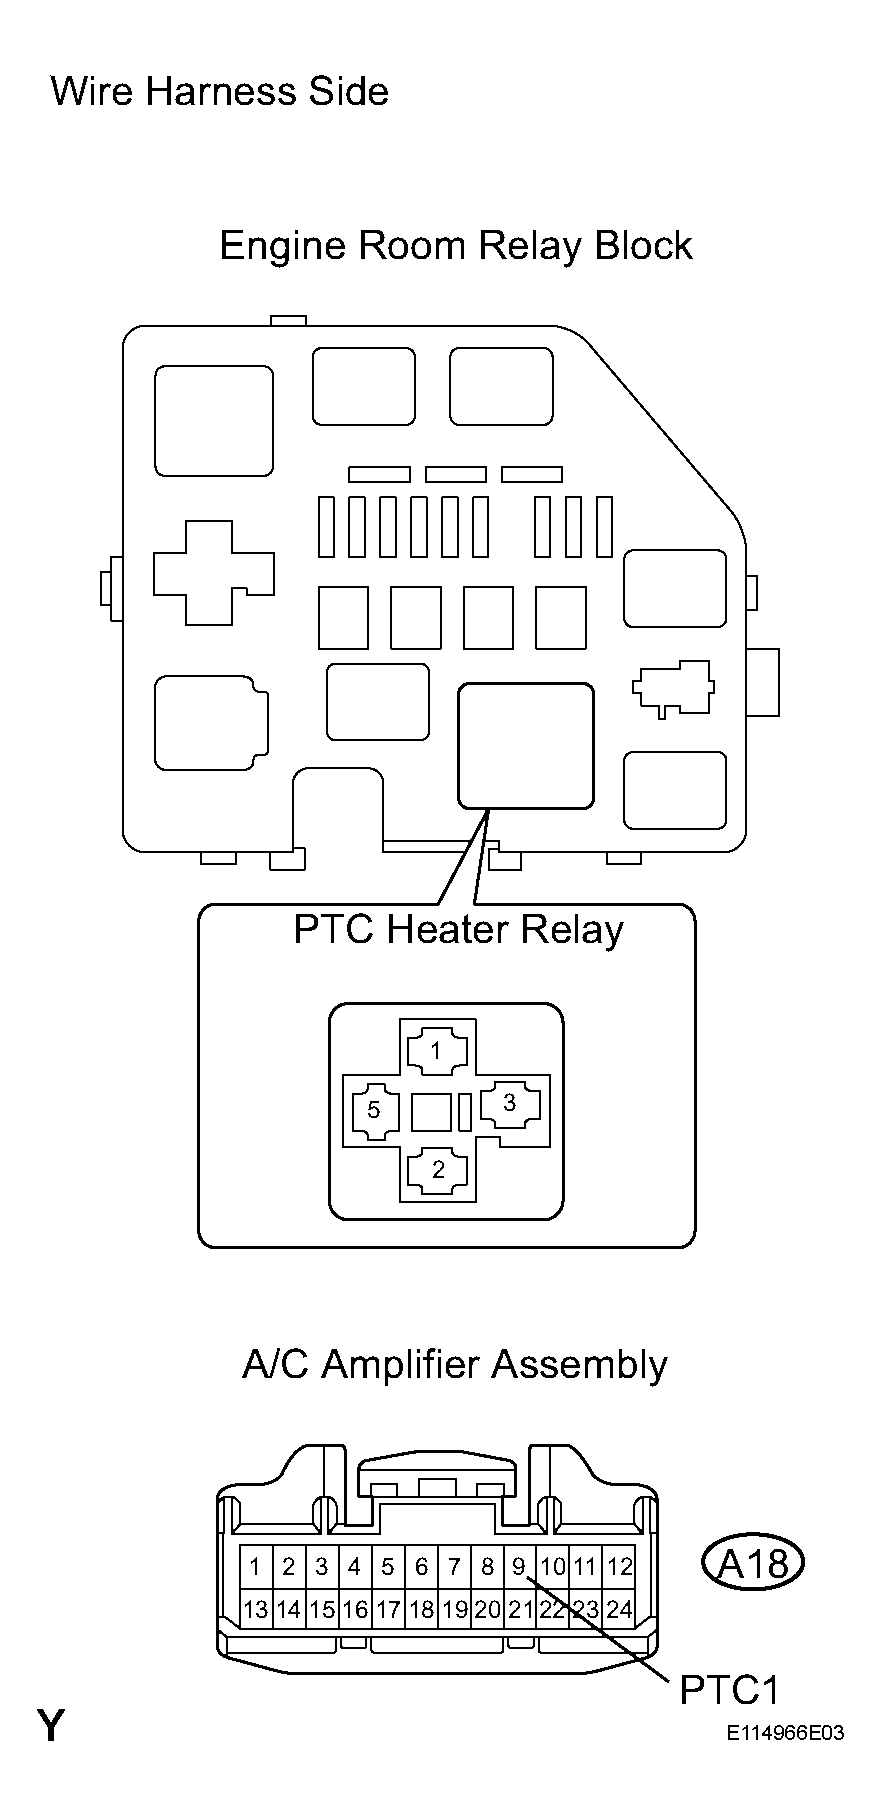 Wire Harness Side
Engine Room Relay Block
PTC Heater Relay
1
5
3
2
A/C Amplifier Assembly
1 2 3 4 5 6 7 8 9 10 11 12
A18
13 14 15 16 17 18 19 20 21 22 23 24
PTC1
Y
E114966E03